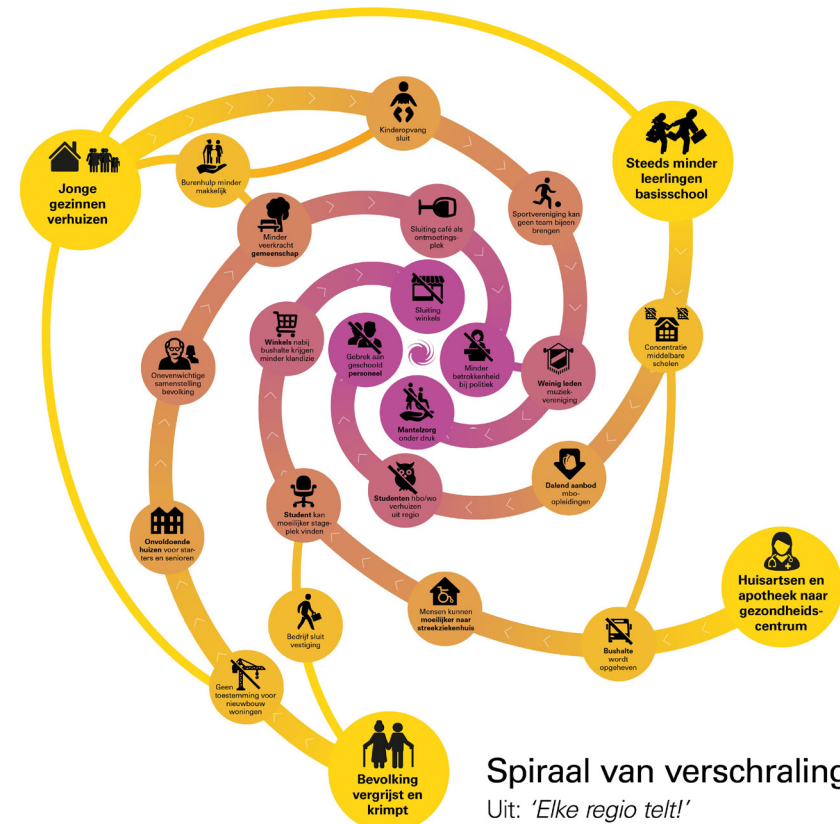 Kinderopvang
sluit
Jonge
gezinnen
verhuizen
Burenhulp minder
makkelijk
Steeds minder
leerlingen
basisschool
Minder
veerkracht
gemeenschap
Sluiting café als
ontmoetings-
plek
Sportvereniging kan
geen team bijeen
brengen
Sluiting
winkels
Winkels nabij
bushalte krijgen
minder klandizie
Gebrek aan
geschoold
personeel
Minder
betrokkenheid
bij politiek
Weinig leden
muziek-
vereniging
Concentratie
middelbare
scholen
Onevenwichtige
samenstelling
bevolking
Mantelzorg
onder druk
Studenten hbo/wo
verhuizen
uit regio
Dalend aanbod
mbo-
opleidingen
Student kan
moeilijker stage-
plek vinden
Onvoldoende
huizen voor star-
ters en senioren
Huisartsen en
apotheek naar
gezondheids-
centrum
Mensen kunnen
moeilijker naar
streekziekenhuis
Bedrijf sluit
vestiging
Bushalte
wordt
opgeheven
Geen
toestemming voor
nieuwbouw
woningen
Bevolking
vergrijst en
krimpt
Spiraal van verschraling
Uit: 'Elke regio telt!'